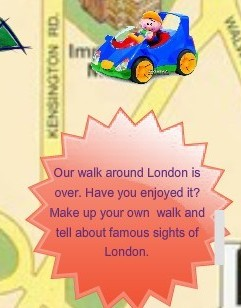 KENSINGTON RD.
Im
Our walk around London is
over. Have you enjoyed it?
Make up your own walk and
tell about famous sights of
London.